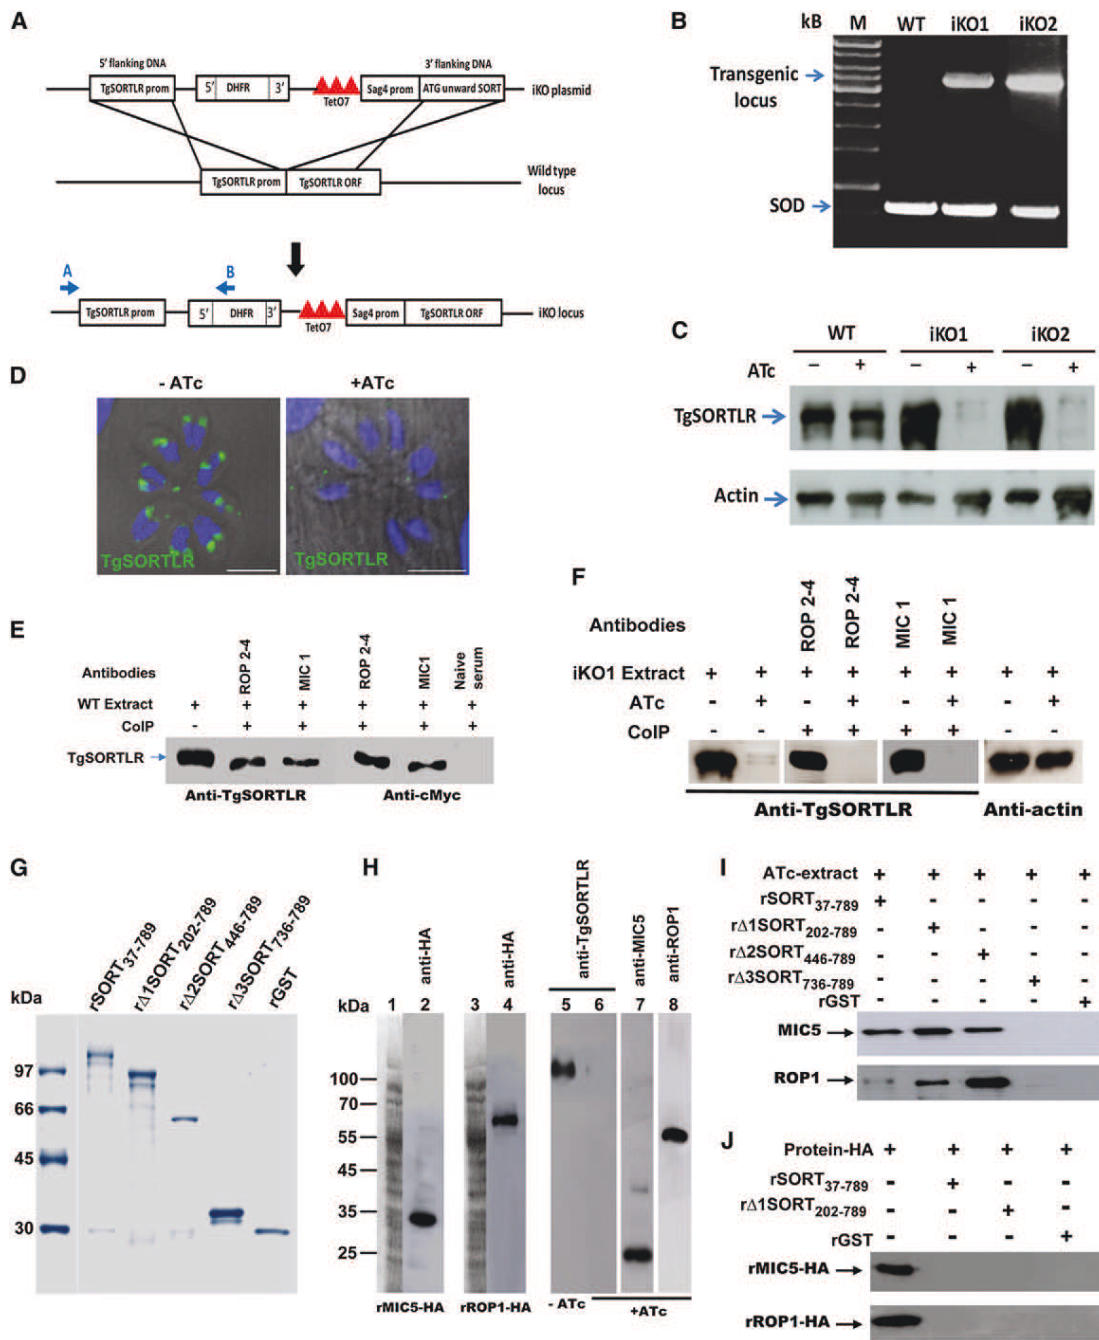 A
5′ flanking DNA
3′ flanking DNA
TgSORTLR prom
5′
DHFR
3′
TetO7
Sag4 prom
ATG unward SORT
iKO plasmid
TgSORTLR prom
TgSORTLR ORF
Wild type
locus
A
B
TgSORTLR prom
5′
DHFR
3′
TetO7
Sag4 prom
TgSORTLR ORF
iKO locus
B
kB
M
WT
iKO1
iKO2
Transgenic
locus
SOD
C
WT
iKO1
iKO2
ATc
– + – + – +
TgSORTLR
Actin
D
- ATc
+ATc
TgSORTLR
TgSORTLR
E
Antibodies
ROP 2-4
MIC 1
ROP 2-4
MIC1
Naive
serum
WT Extract + + + + + +
CoIP - + + + + +
TgSORTLR
Anti-TgSORTLR
Anti-cMyc
F
Antibodies
ROP 2-4
ROP 2-4
MIC 1
MIC 1
iKO1 Extract + + + + + + + +
ATc - + - + - + - +
CoIP - - + + + + - -
Anti-TgSORTLR
Anti-actin
G
rSORT37-789
rΔ1SORT202-789
rΔ2SORT446-789
rΔ3SORT736-789
rGST
kDa
97
66
45
30
H
anti-HA
anti-HA
anti-TgSORTLR
anti-MIC5
anti-ROP1
kDa
1 2 3 4 5 6 7 8
100
70
55
45
35
25
rMIC5-HA
rROP1-HA
- ATc
+ATc
I
ATc-extract + + + + +
rSORT37-789 + - - - -
rΔ1SORT202-789 - + - - -
rΔ2SORT446-789 - - + - -
rΔ3SORT736-789 - - - + -
rGST - - - - +
MIC5
ROP1
J
Protein-HA + + + +
rSORT37-789 - + - -
rΔ1SORT202-789 - - + -
rGST - - - +
rMIC5-HA
rROP1-HA